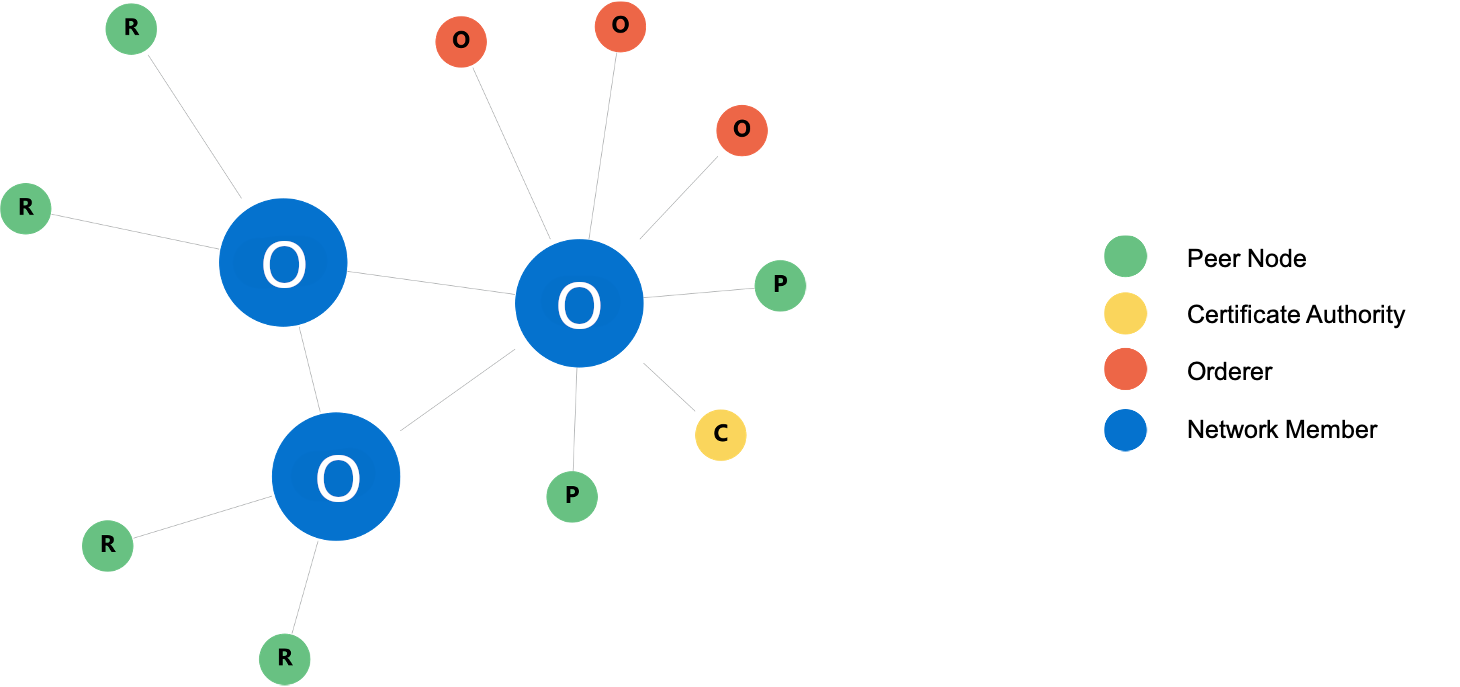 R
O
O
O
R
O
O
P
C
O
P
R
R
Peer Node
Certificate Authority
Orderer
Network Member